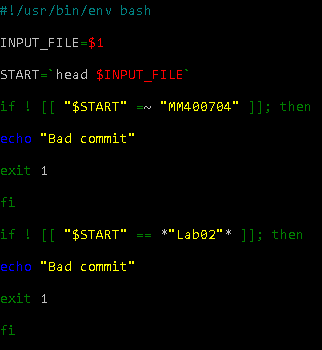 #!/usr/bin/env bash
INPUT_FILE=$1
START=`head $INPUT_FILE`
if ! [[ "$START" =~ "MM400704" ]]; then
echo "Bad commit"
exit 1
fi
if ! [[ "$START" == *"Lab02"* ]]; then
echo "Bad commit"
exit 1
fi